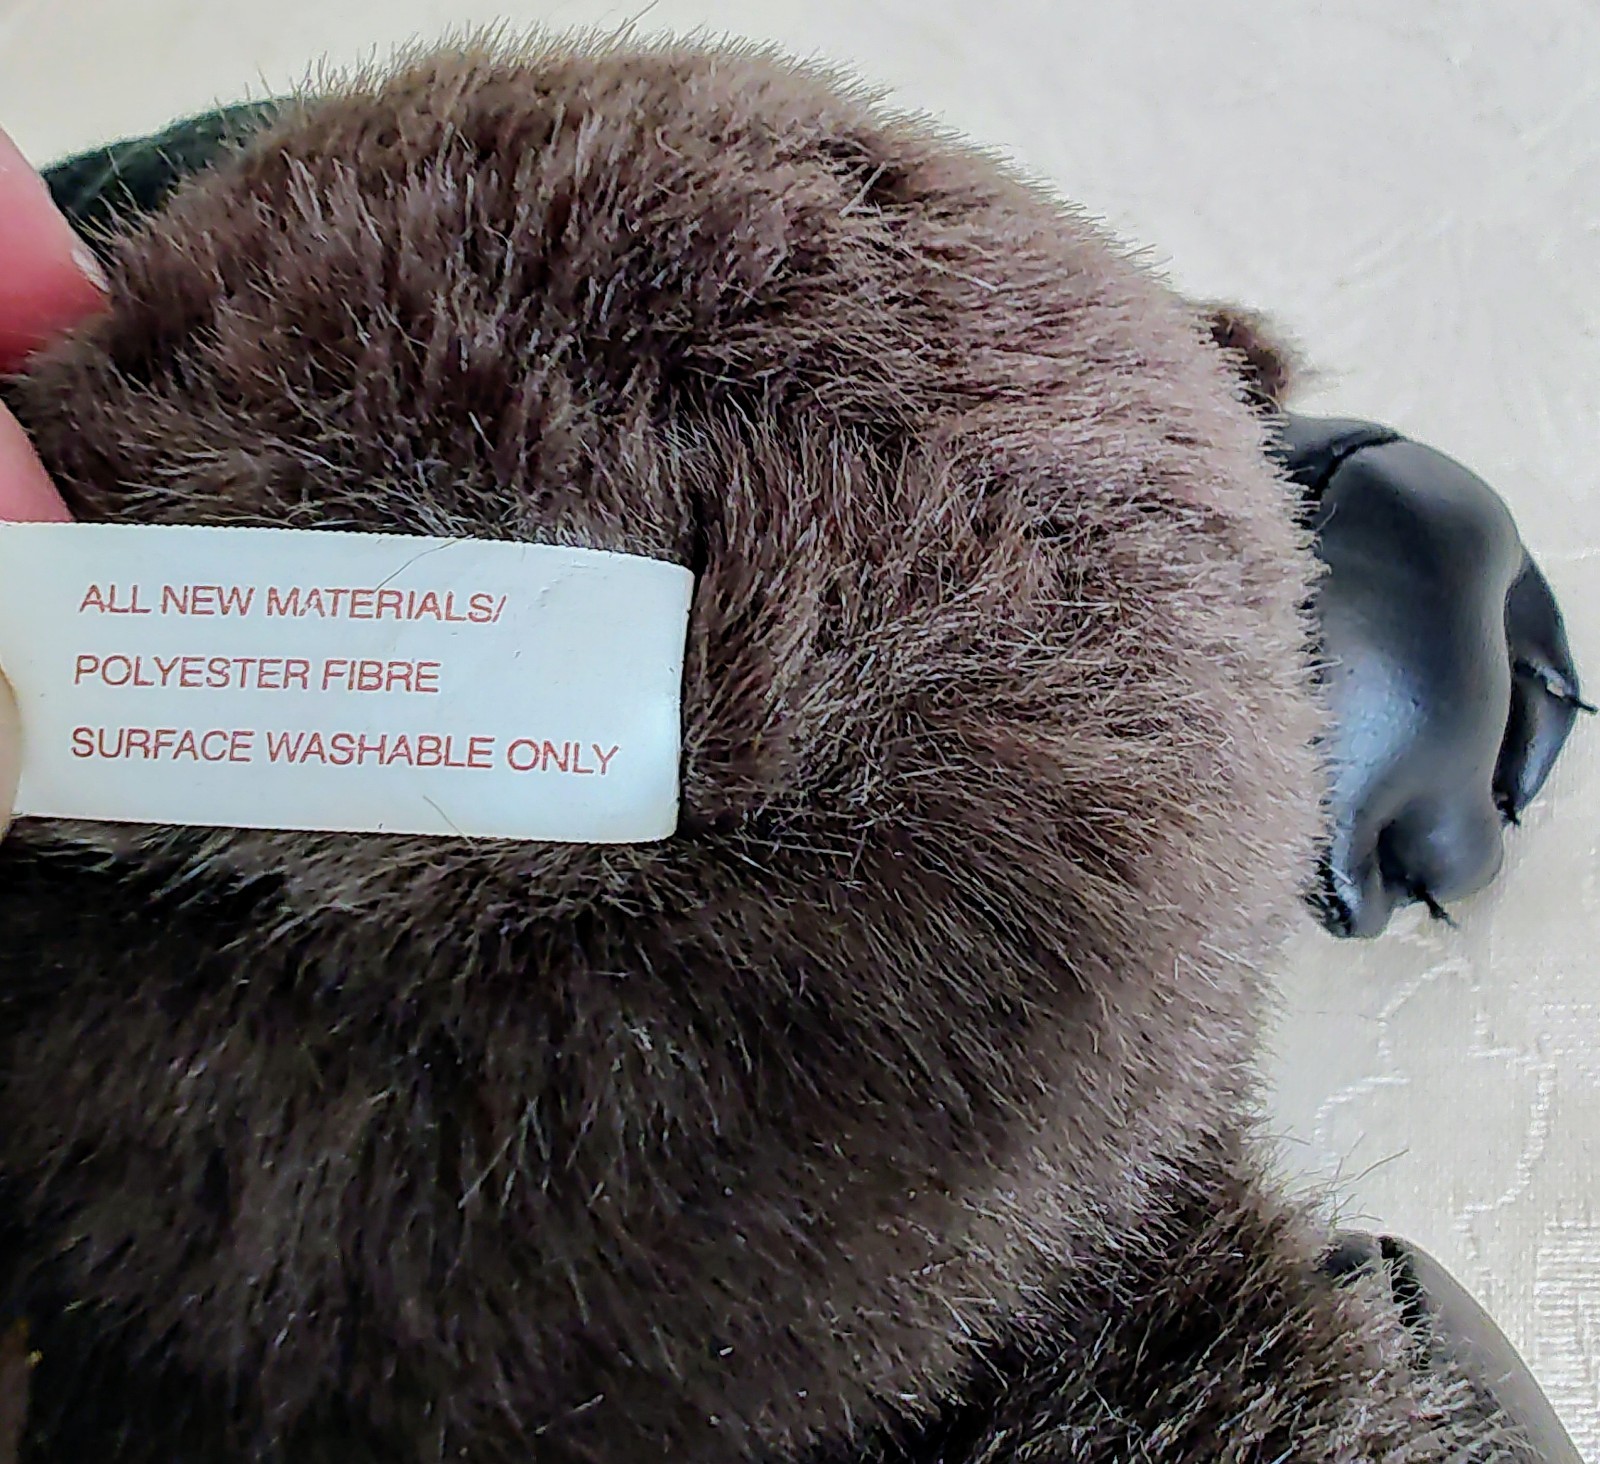 ALL NEW MATERIALS/
POLYESTER FIBRE
SURFACE WASHABLE ONLY